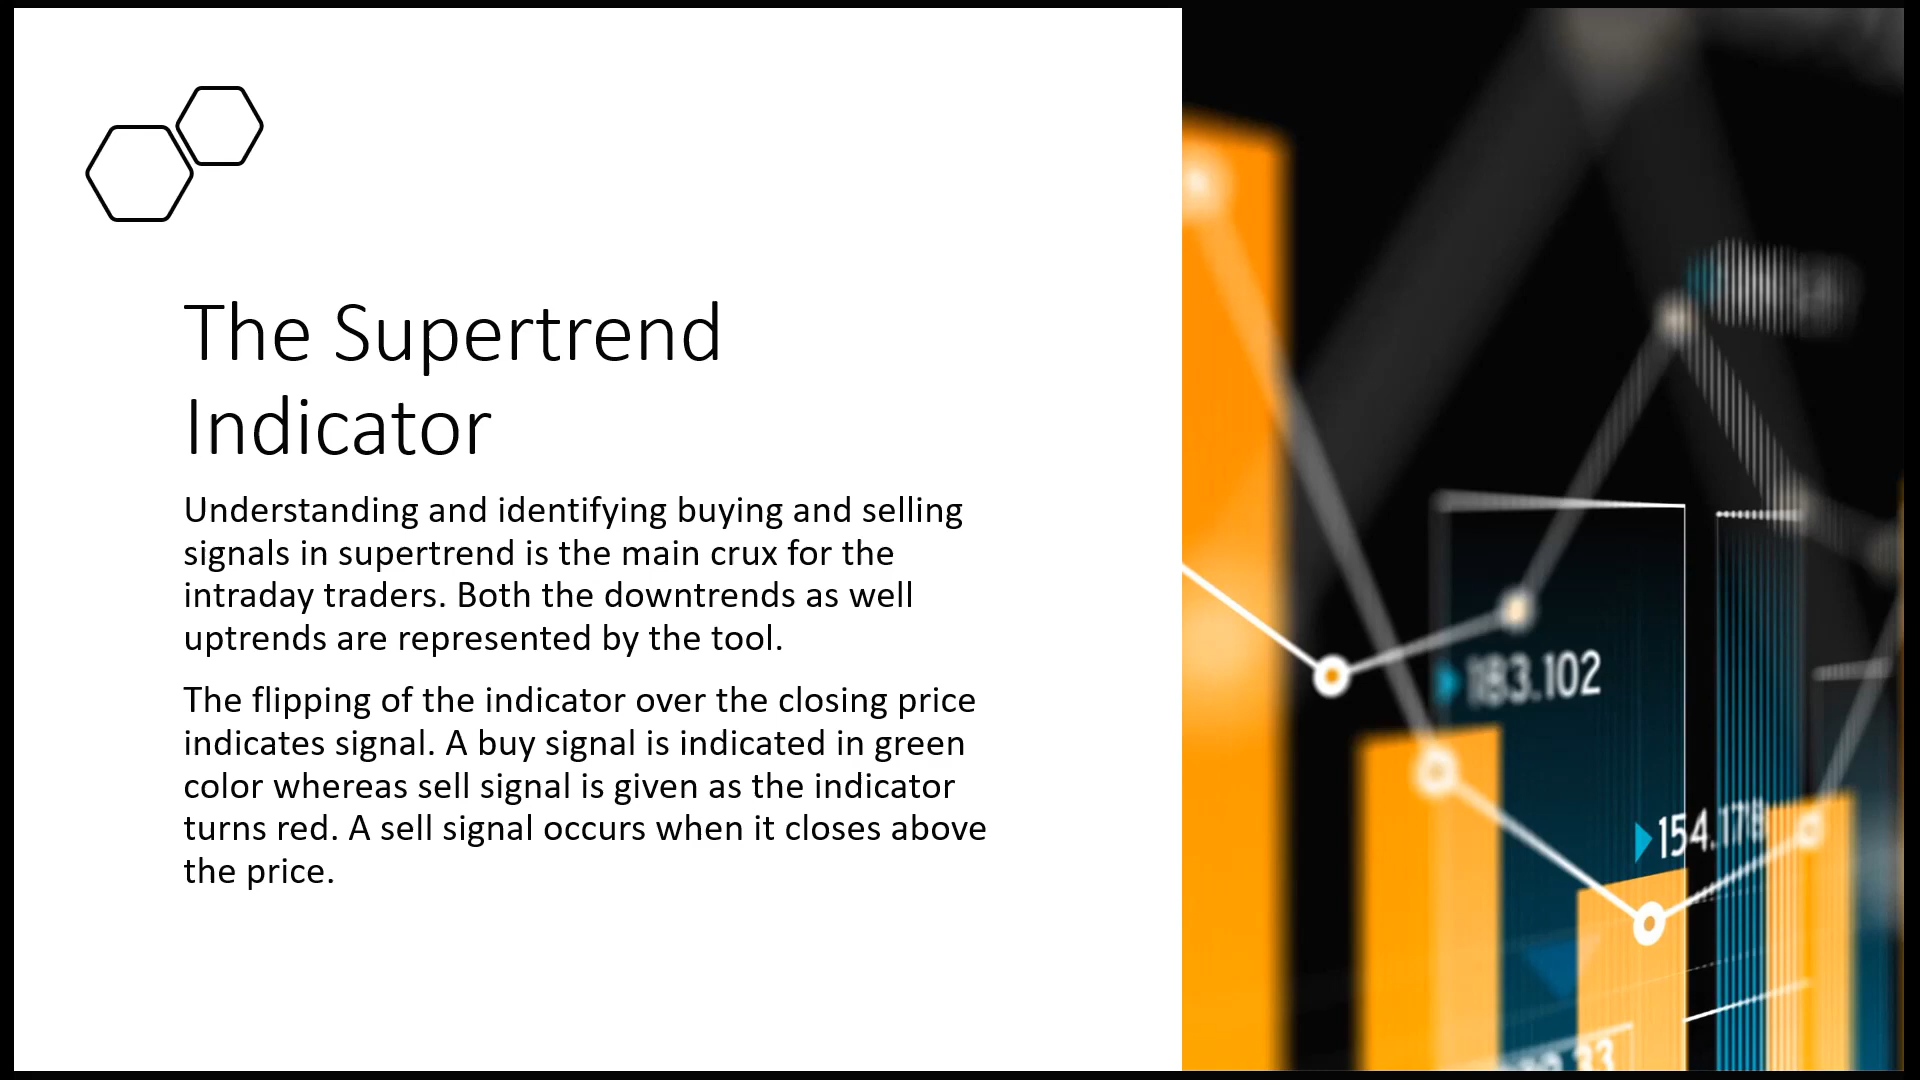 The Supertrend
Indicator
Understanding and identifying buying and selling
signals in supertrend is the main crux for the
intraday traders. Both the downtrends as well
uptrends are represented by the tool.
The flipping of the indicator over the closing price
indicates signal. A buy signal is indicated in green
color whereas sell signal is given as the indicator
turns red. A sell signal occurs when it closes above
the price.
183.102
154.178